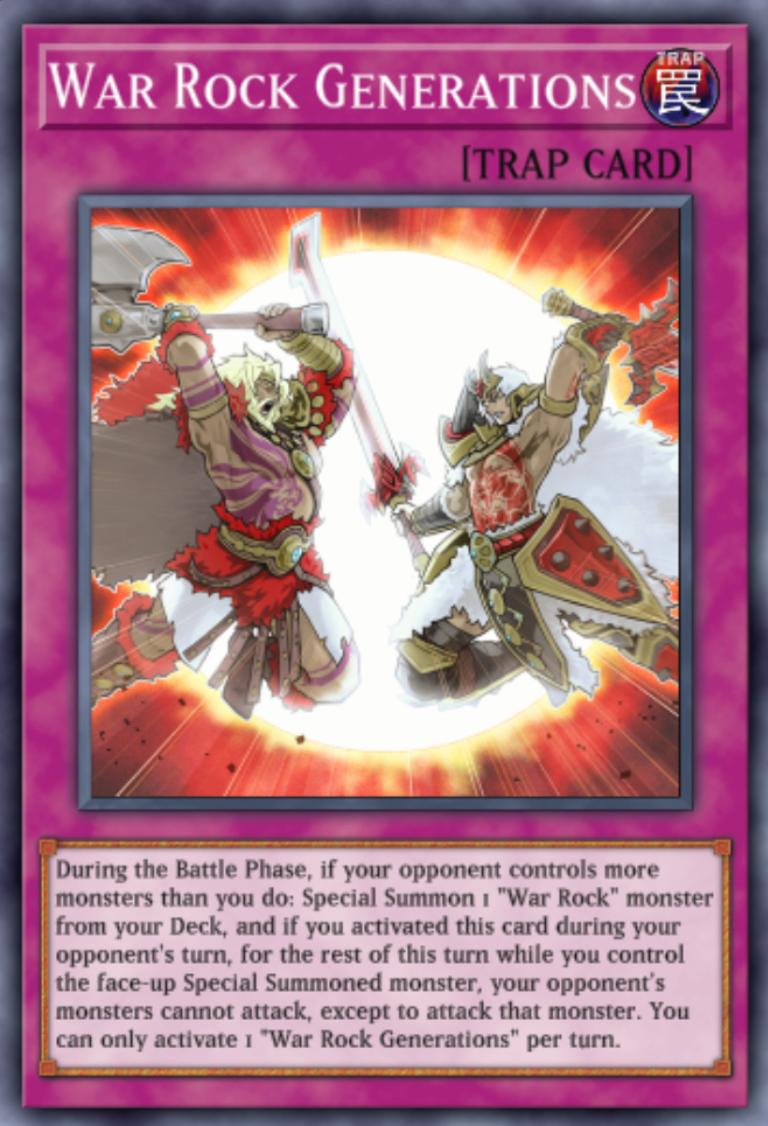 War Rock Generations
TRAP
罠
[TRAP CARD]
During the Battle Phase, if your opponent controls more
monsters than you do: Special Summon 1 "War Rock" monster
from your Deck, and if you activated this card during your
opponent's turn, for the rest of this turn while you control
the face-up Special Summoned monster, your opponent's
monsters cannot attack, except to attack that monster. You
can only activate 1 "War Rock Generations" per turn.